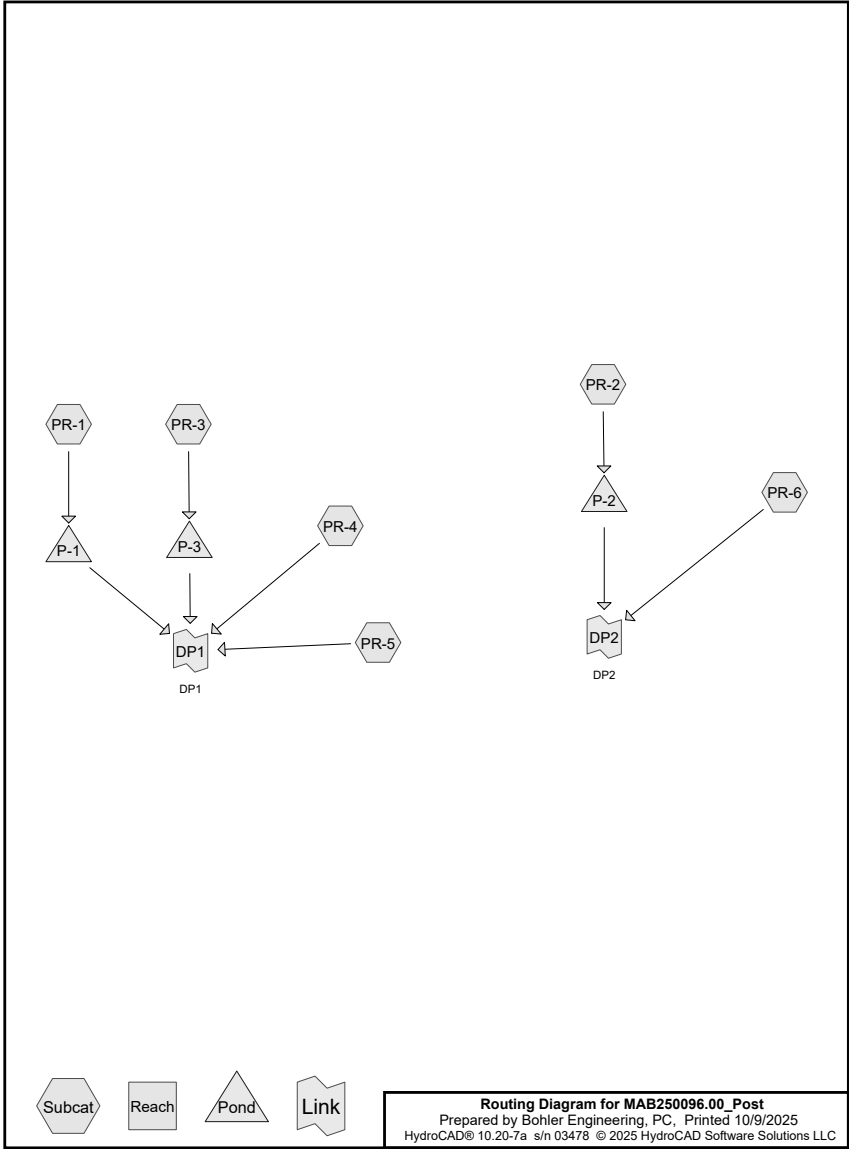 PR-2
PR-1
PR-3
PR-6
P-2
PR-4
P-1
P-3
DP2
PR-5
DP1
DP2
DP1
Subcat
Reach
Pond
Link
Routing Diagram for MAB250096.00_Post
Prepared by Bohler Engineering, PC, Printed 10/9/2025
HydroCAD® 10.20-7a s/n 03478 © 2025 HydroCAD Software Solutions LLC